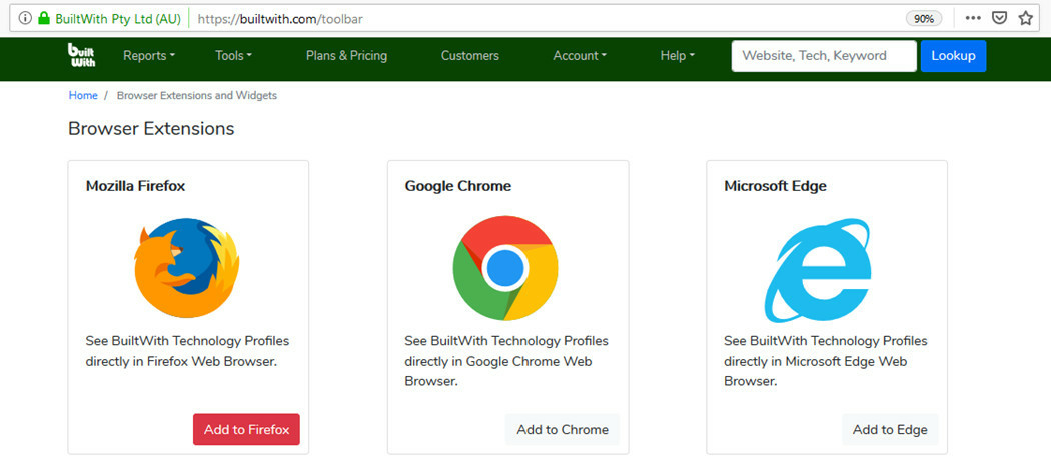 BuiltWith Pty Ltd (AU)
https://builtwith.com/toolbar
90%
built With
Reports
Tools
Plans & Pricing
Customers
Account
Help
Website, Tech, Keyword
Lookup
Home / Browser Extensions and Widgets
Browser Extensions
Mozilla Firefox
See BuiltWith Technology Profiles
directly in Firefox Web Browser.
Add to Firefox
Google Chrome
See BuiltWith Technology Profiles
directly in Google Chrome Web
Browser.
Add to Chrome
Microsoft Edge
See BuiltWith Technology Profiles
directly in Microsoft Edge Web
Browser.
Add to Edge